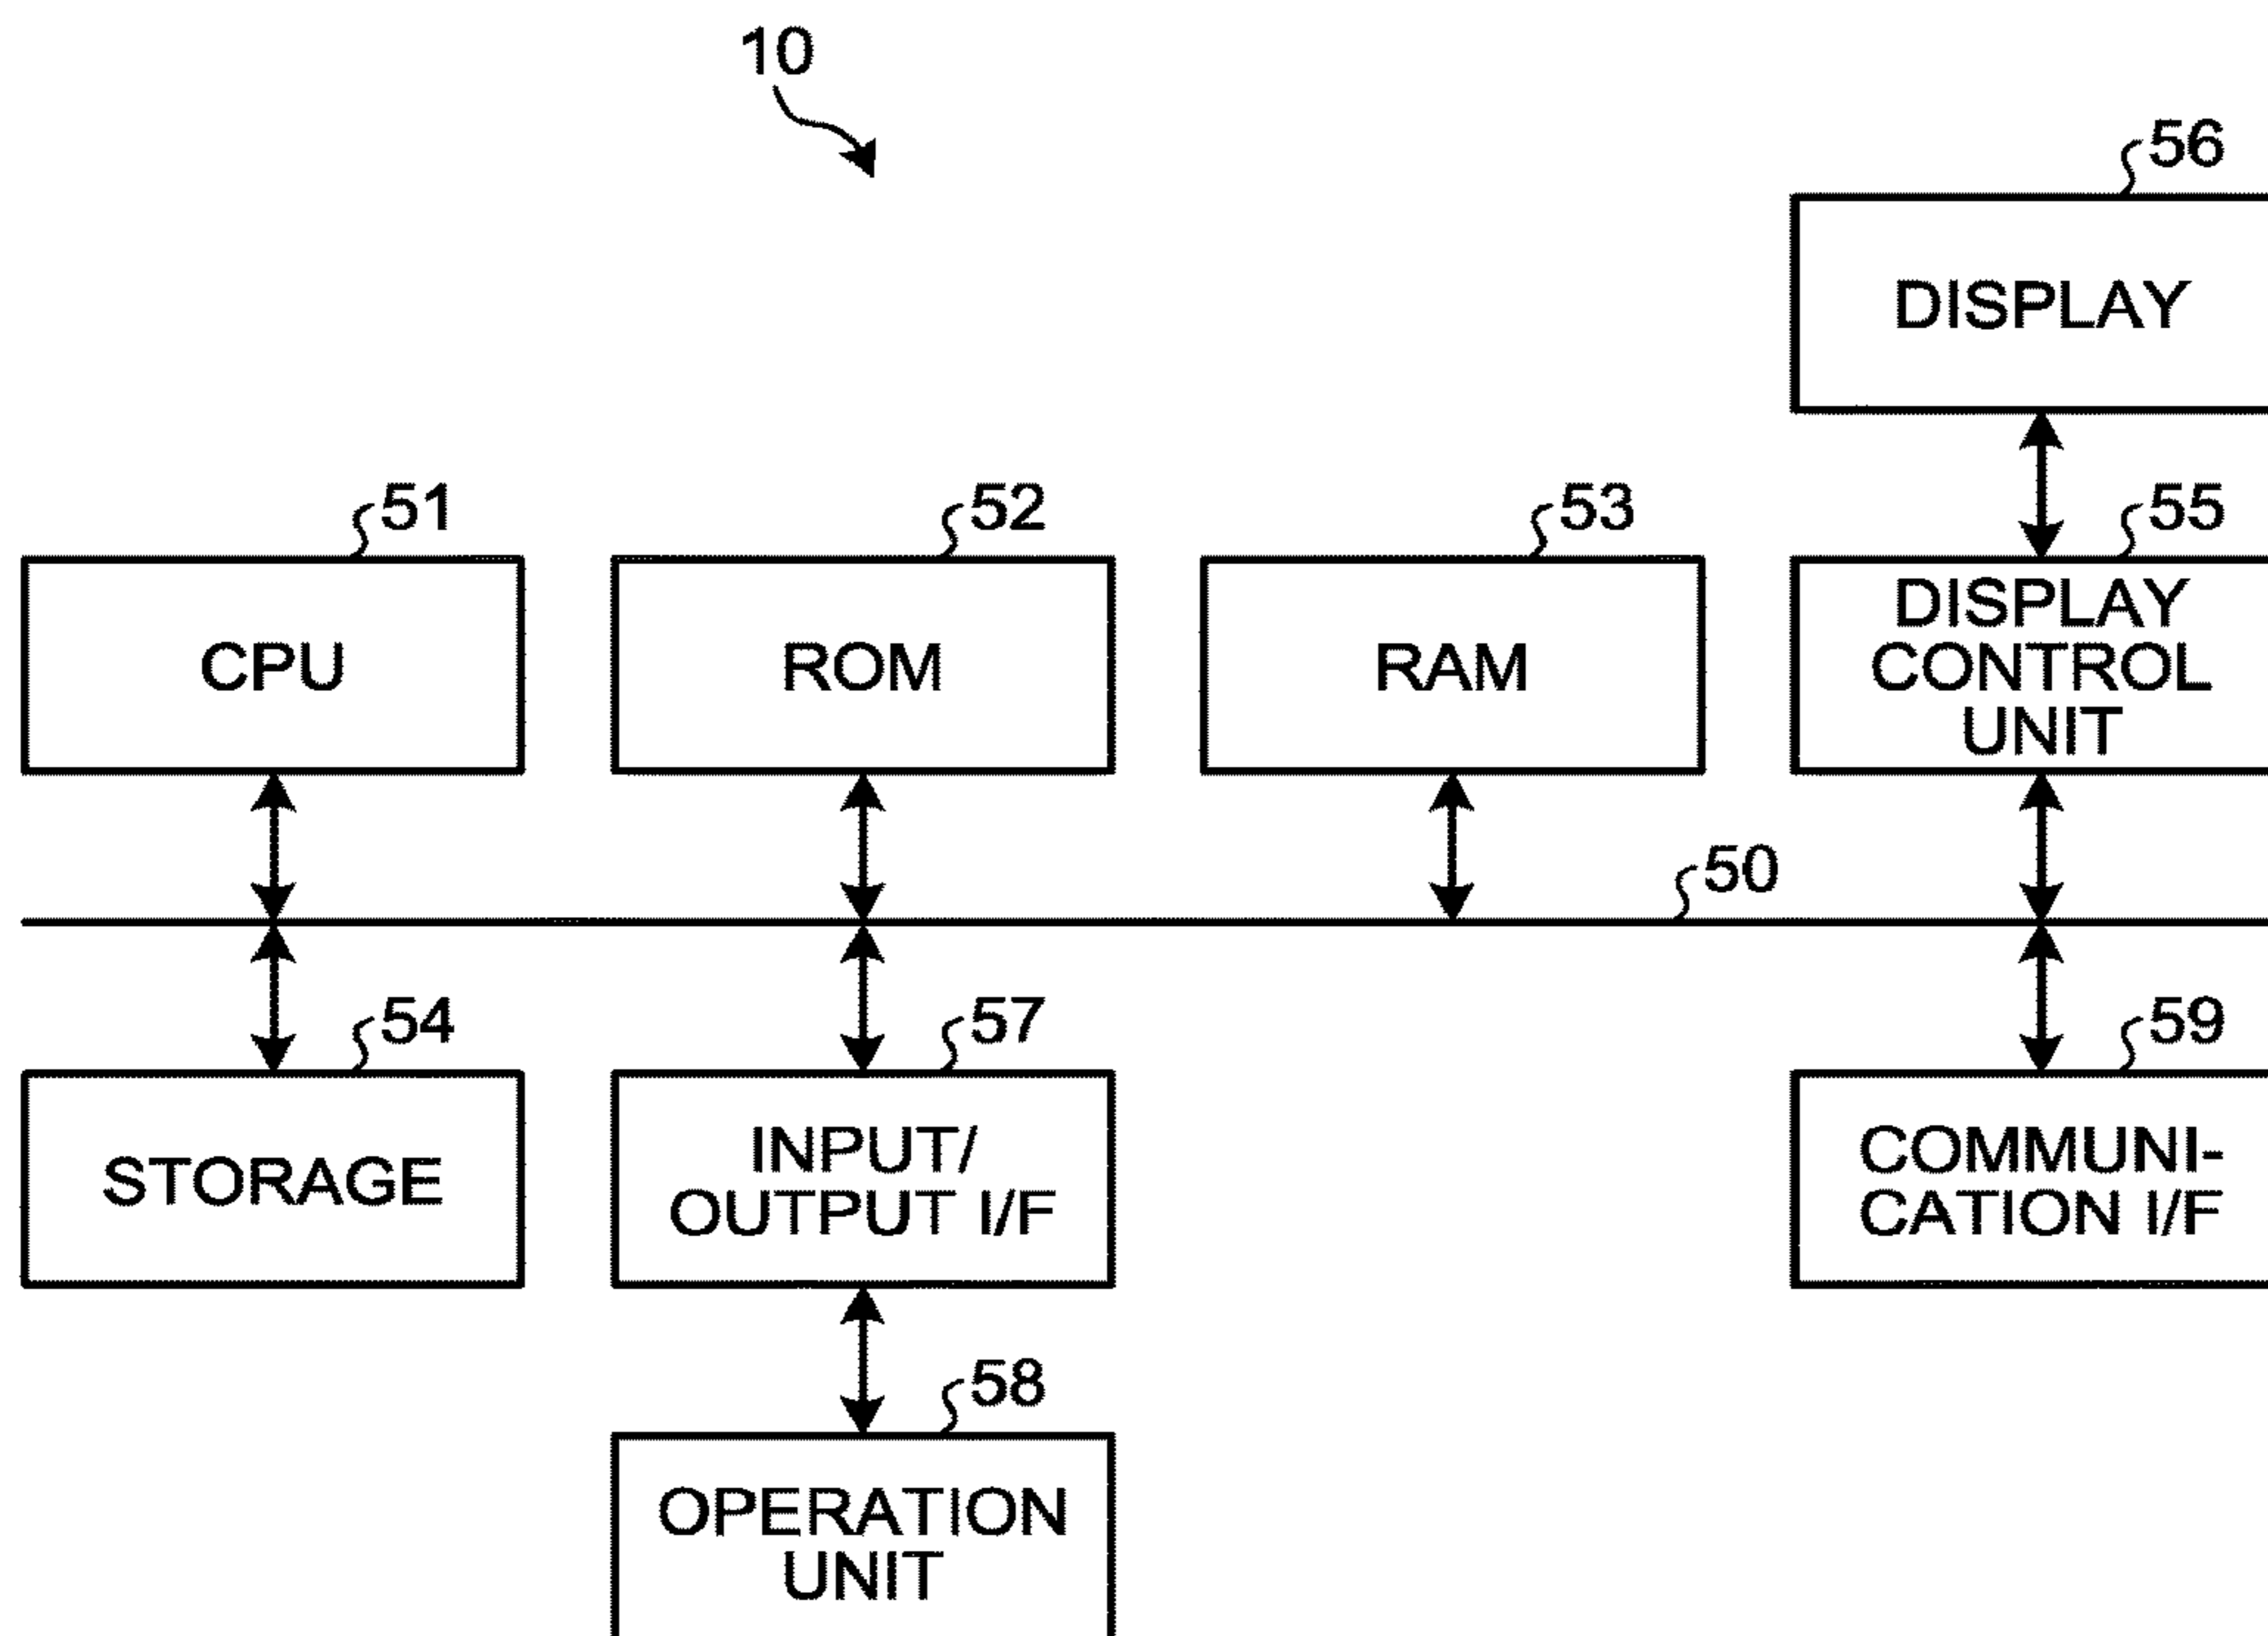 10
56
DISPLAY
51
52
53
55
CPU
ROM
RAM
DISPLAY
CONTROL
UNIT
50
54
57
59
STORAGE
INPUT/
OUTPUT I/F
COMMUNI-
CATION I/F
58
OPERATION
UNIT